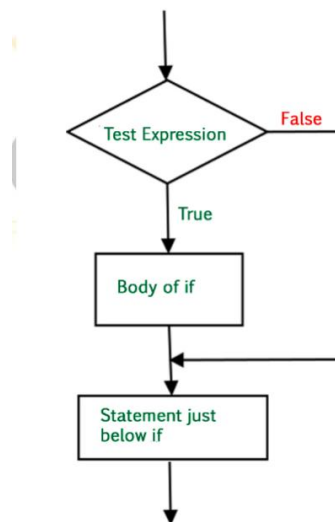 Test Expression
False
True
Body of if
Statement just
below if